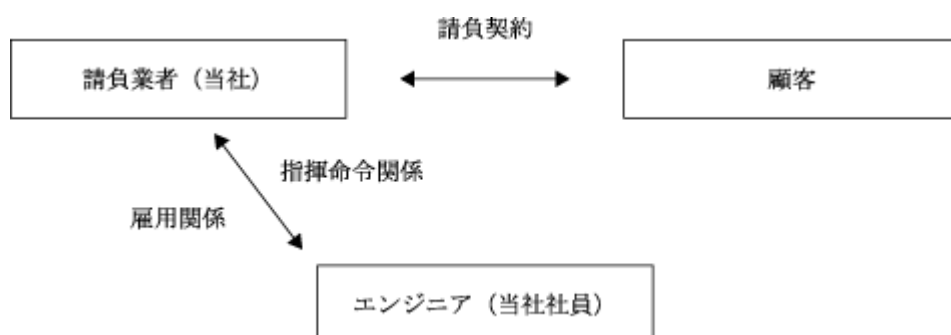 請負契約
請負業者（当社）
顧客
指揮命令関係
雇用関係
エンジニア（当社社員）